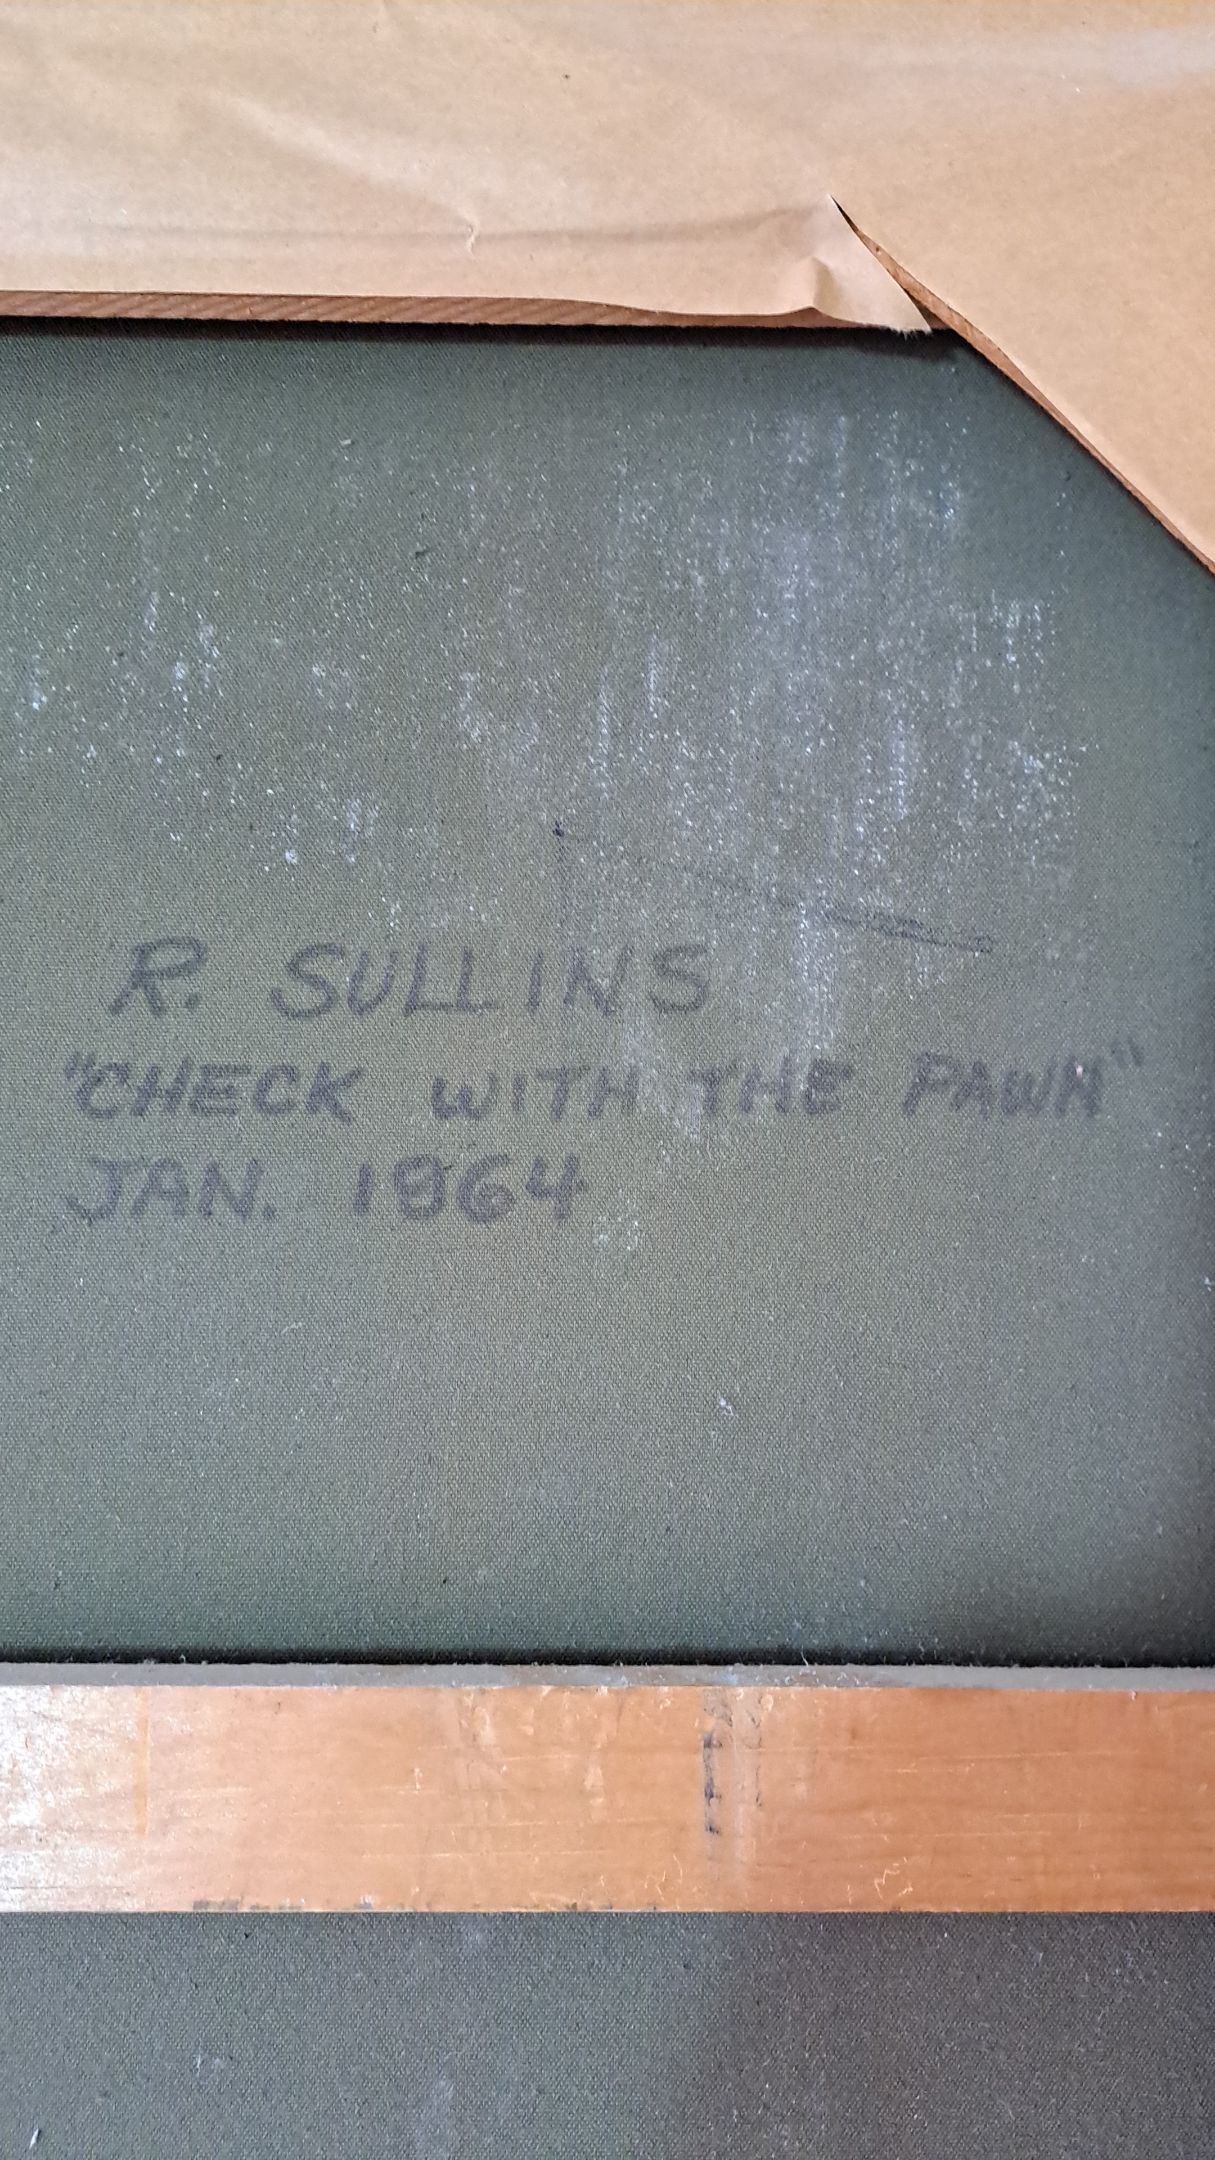 R. SULLINS
"CHECK WITH THE PAWN"
JAN. 1964